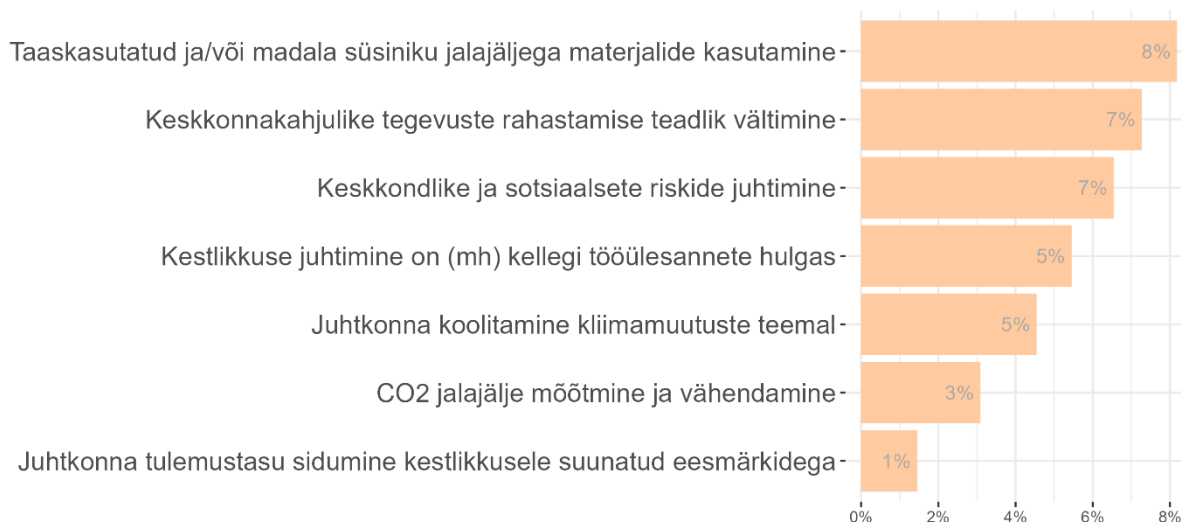 Taaskasutatud ja/või madala süsiniku jalajäljega materjalide kasutamine
8%
Keskkonnakahjulike tegevuste rahastamise teadlik vältimine
7%
Keskkondlike ja sotsiaalsete riskide juhtimine
7%
Kestlikkuse juhtimine on (mh) kellegi tööülesannete hulgas
5%
Juhtkonna koolitamine kliimamuutuste teemal
5%
CO2 jalajälje mõõtmine ja vähendamine
3%
Juhtkonna tulemustasu sidumine kestlikkusele suunatud eesmärkidega
1%
0% 2% 4% 6% 8%